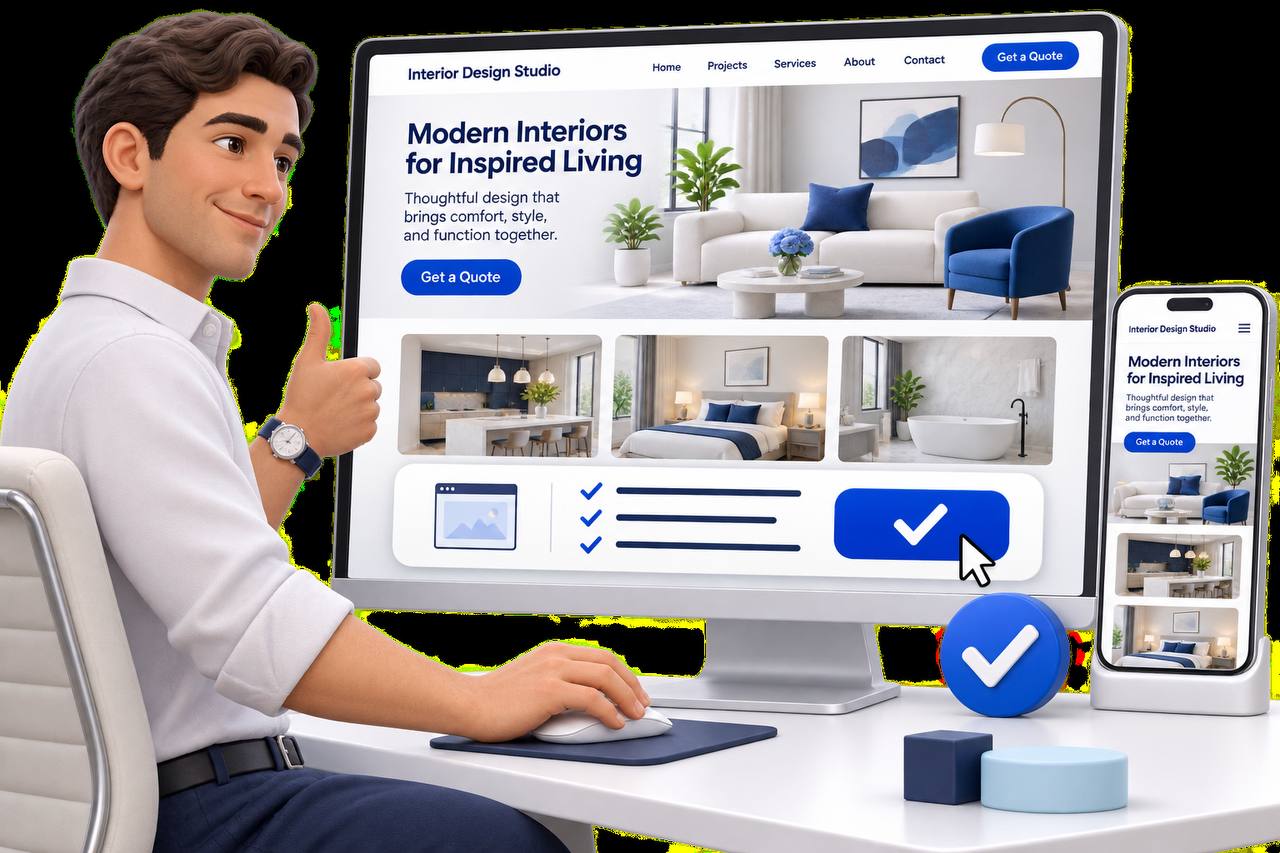 Interior Design Studio
Home
Projects
Services
About
Contact
Get a Quote
Modern Interiors
for Inspired Living
Thoughtful design that
brings comfort, style,
and function together.
Get a Quote
Interior Design Studio
Modern Interiors
for Inspired Living
Thoughtful design that
brings comfort, style,
and function together.
Get a Quote